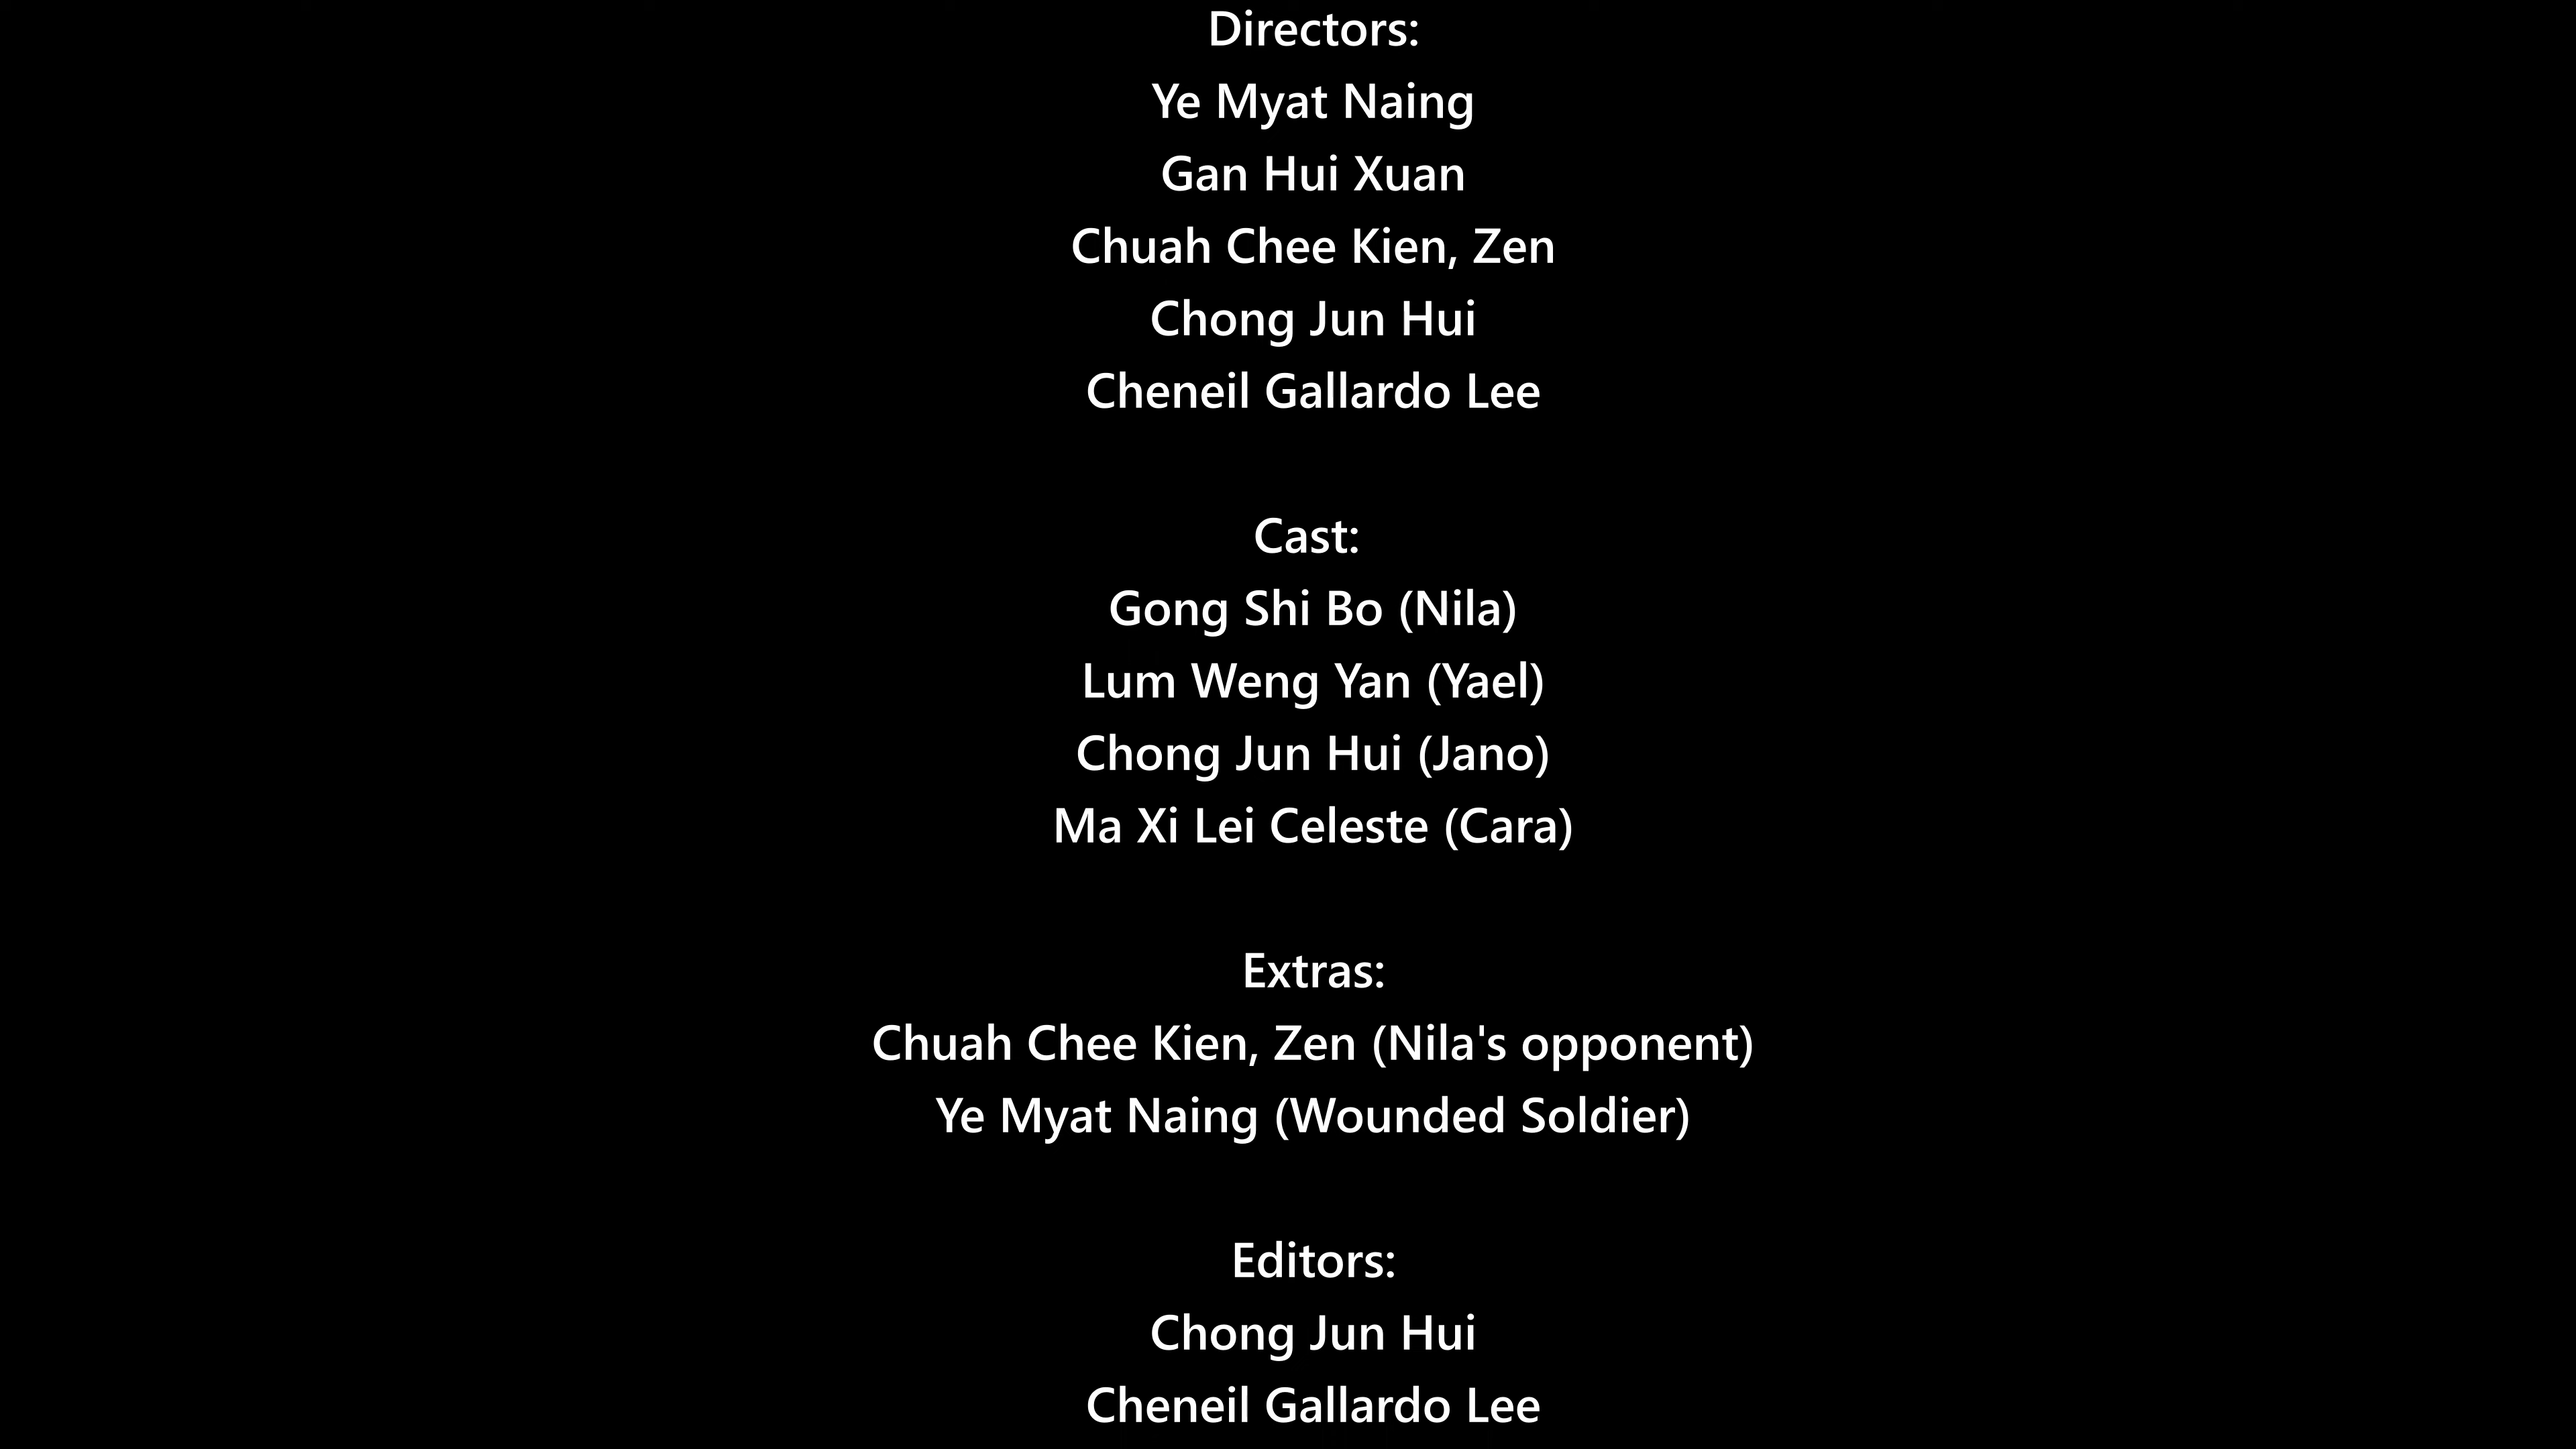 Directors:
Ye Myat Naing
Gan Hui Xuan
Chuah Chee Kien, Zen
Chong Jun Hui
Cheneil Gallardo Lee
Cast:
Gong Shi Bo (Nila)
Lum Weng Yan (Yael)
Chong Jun Hui (Jano)
Ma Xi Lei Celeste (Cara)
Extras:
Chuah Chee Kien, Zen (Nila's opponent)
Ye Myat Naing (Wounded Soldier)
Editors:
Chong Jun Hui
Cheneil Gallardo Lee